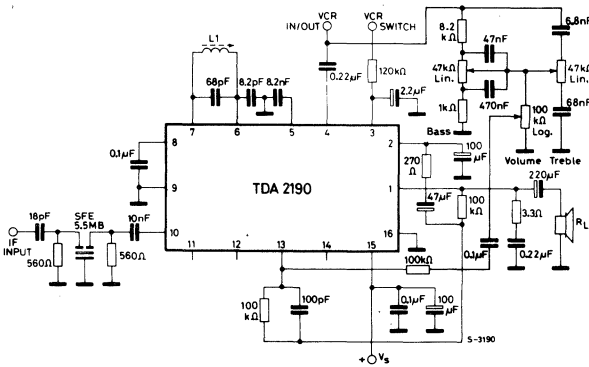 VCR
IN/OUT
VCR
SWITCH
L1
68pF
8.2pF
8.2nF
0.22µF
120kΩ
2.2µF
8.2
kΩ
47nF
6.8nF
47kΩ
Lin.
47kΩ
Lin.
470nF
1kΩ
100
kΩ
Log.
68nF
Bass
Volume
Treble
7
6
5
4
3
8
9
10
0.1µF
TDA 2190
2
1
16
270
Ω
100
µF
47µF
100
kΩ
220µF
3.3Ω
RL
0.22µF
0.1µF
18pF
SFE
5.5MB
10nF
IF
INPUT
560Ω
560Ω
11
12
13
14
15
100kΩ
100
kΩ
100pF
0.1µF
100
µF
S-3190
+ Vs